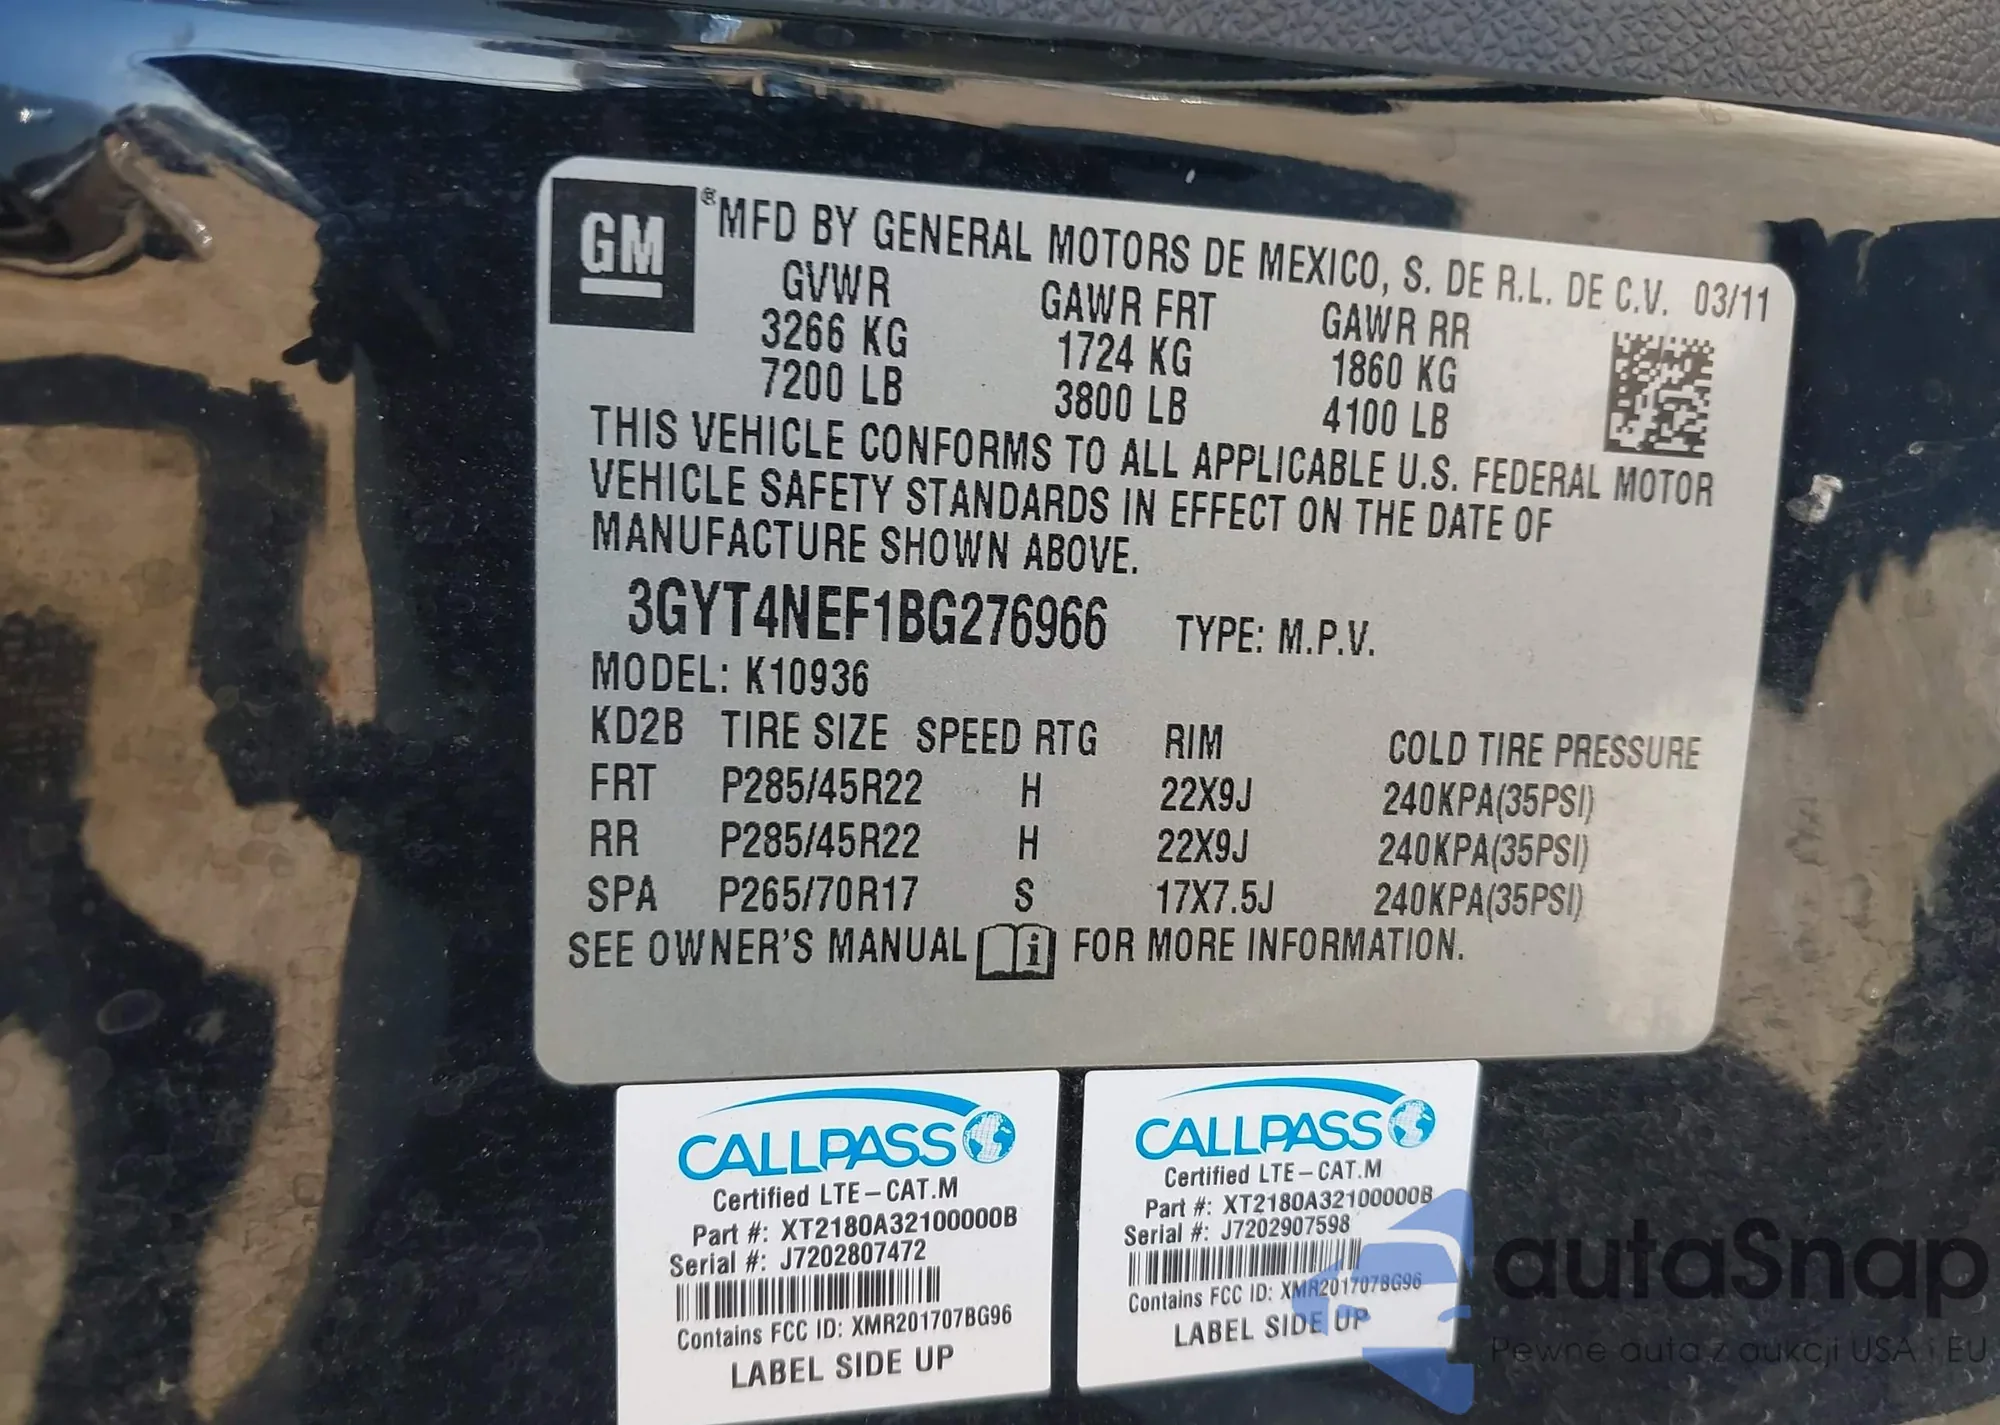 GM
®MFD BY GENERAL MOTORS DE MEXICO, S. DE R.L. DE C.V. 03/11
GVWR GAWR FRT GAWR RR
3266 KG 1724 KG 1860 KG
7200 LB 3800 LB 4100 LB
THIS VEHICLE CONFORMS TO ALL APPLICABLE U.S. FEDERAL MOTOR
VEHICLE SAFETY STANDARDS IN EFFECT ON THE DATE OF
MANUFACTURE SHOWN ABOVE.
3GYT4NEF1BG276966 TYPE: M.P.V.
MODEL: K10936
KD2B TIRE SIZE SPEED RTG RIM COLD TIRE PRESSURE
FRT P285/45R22 H 22X9J 240KPA(35PSI)
RR P285/45R22 H 22X9J 240KPA(35PSI)
SPA P265/70R17 S 17X7.5J 240KPA(35PSI)
SEE OWNER'S MANUAL i FOR MORE INFORMATION.
CALLPASS
Certified LTE-CAT.M
Part #: XT2180A32100000B
Serial #: J7202807472
Contains FCC ID: XMR201707BG96
LABEL SIDE UP
CALLPASS
Certified LTE-CAT.M
Part #: XT2180A32100000B
Serial #: J7202907598
Contains FCC ID: XMR201707BG96
LABEL SIDE UP
autaSnap
Pewne auta z aukcji USA i EU